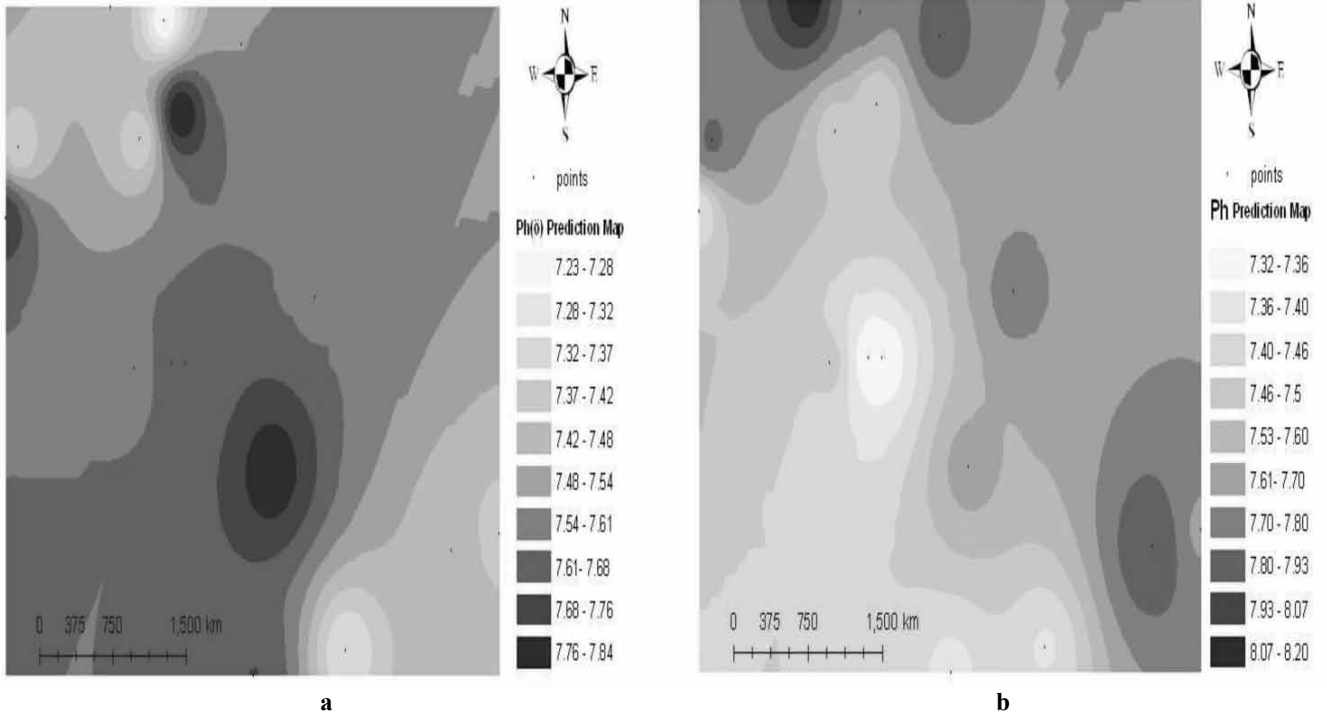 N
W E
S
points
Ph(ö) Prediction Map
7.23 - 7.28
7.28 - 7.32
7.32 - 7.37
7.37 - 7.42
7.42 - 7.48
7.48 - 7.54
7.54 - 7.61
7.61- 7.68
7.68 - 7.76
7.76 - 7.84
0 375 750 1,500 km
a
N
W E
S
points
Ph Prediction Map
7.32 - 7.36
7.36 - 7.40
7.40 - 7.46
7.46 - 7.5
7.53 - 7.60
7.61- 7.70
7.70 - 7.80
7.80 - 7.93
7.93 - 8.07
8.07 - 8.20
0 375 750 1,500 km
b